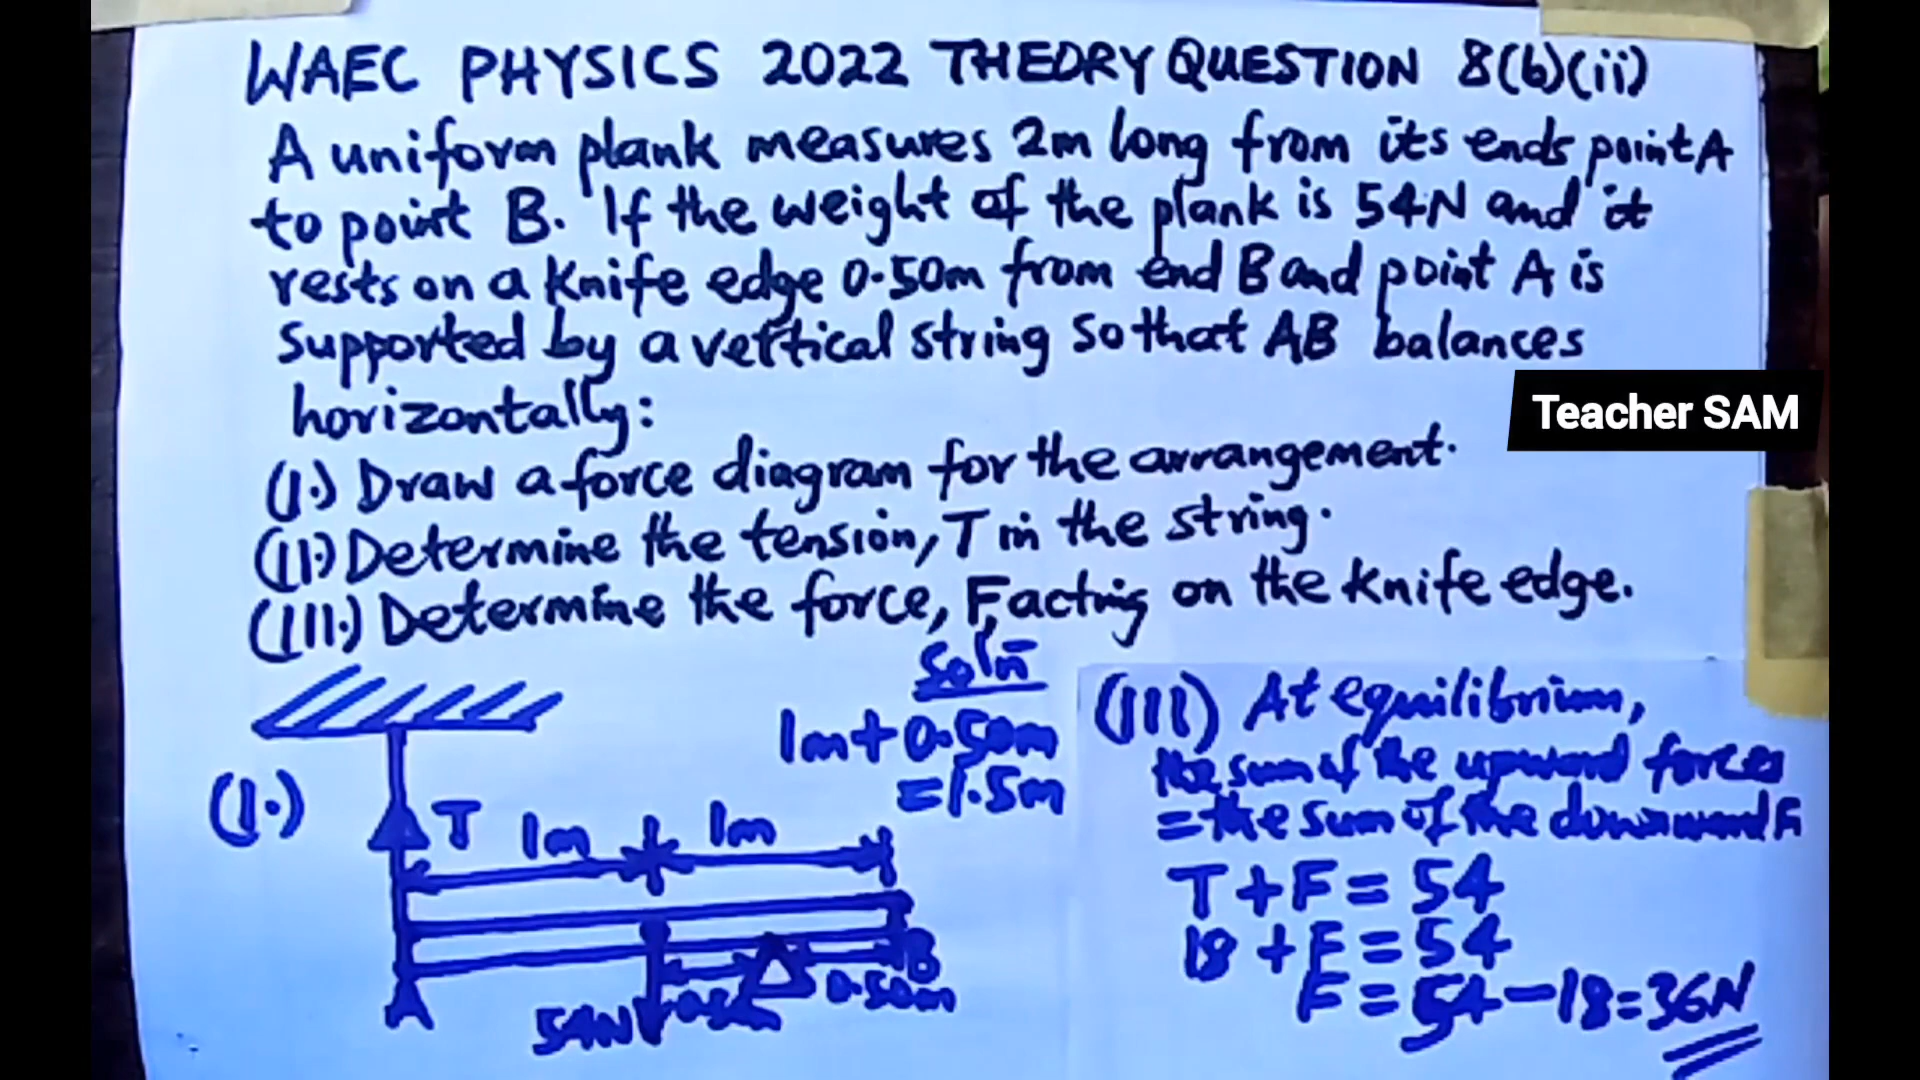 WAEC PHYSICS 2022 THEORY QUESTION 8(b)(ii)
A uniform plank measures 2m long from its ends point A
to point B. If the weight of the plank is 54N and it
rests on a knife edge 0.50m from end B and point A is
supported by a vertical string so that AB balances
horizontally:
Teacher SAM
(I.) Draw a force diagram for the arrangement.
(II.) Determine the tension, T in the string.
(III.) Determine the force, F, acting on the knife edge.
Soln
1m + 0.50m
= 1.5m
(I.)
T
1m
1m
A
B
54N
0.50m
(III) At equilibrium,
the sum of the upward forces
= the sum of the downward F
T + F = 54
18 + F = 54
F = 54 - 18 = 36N